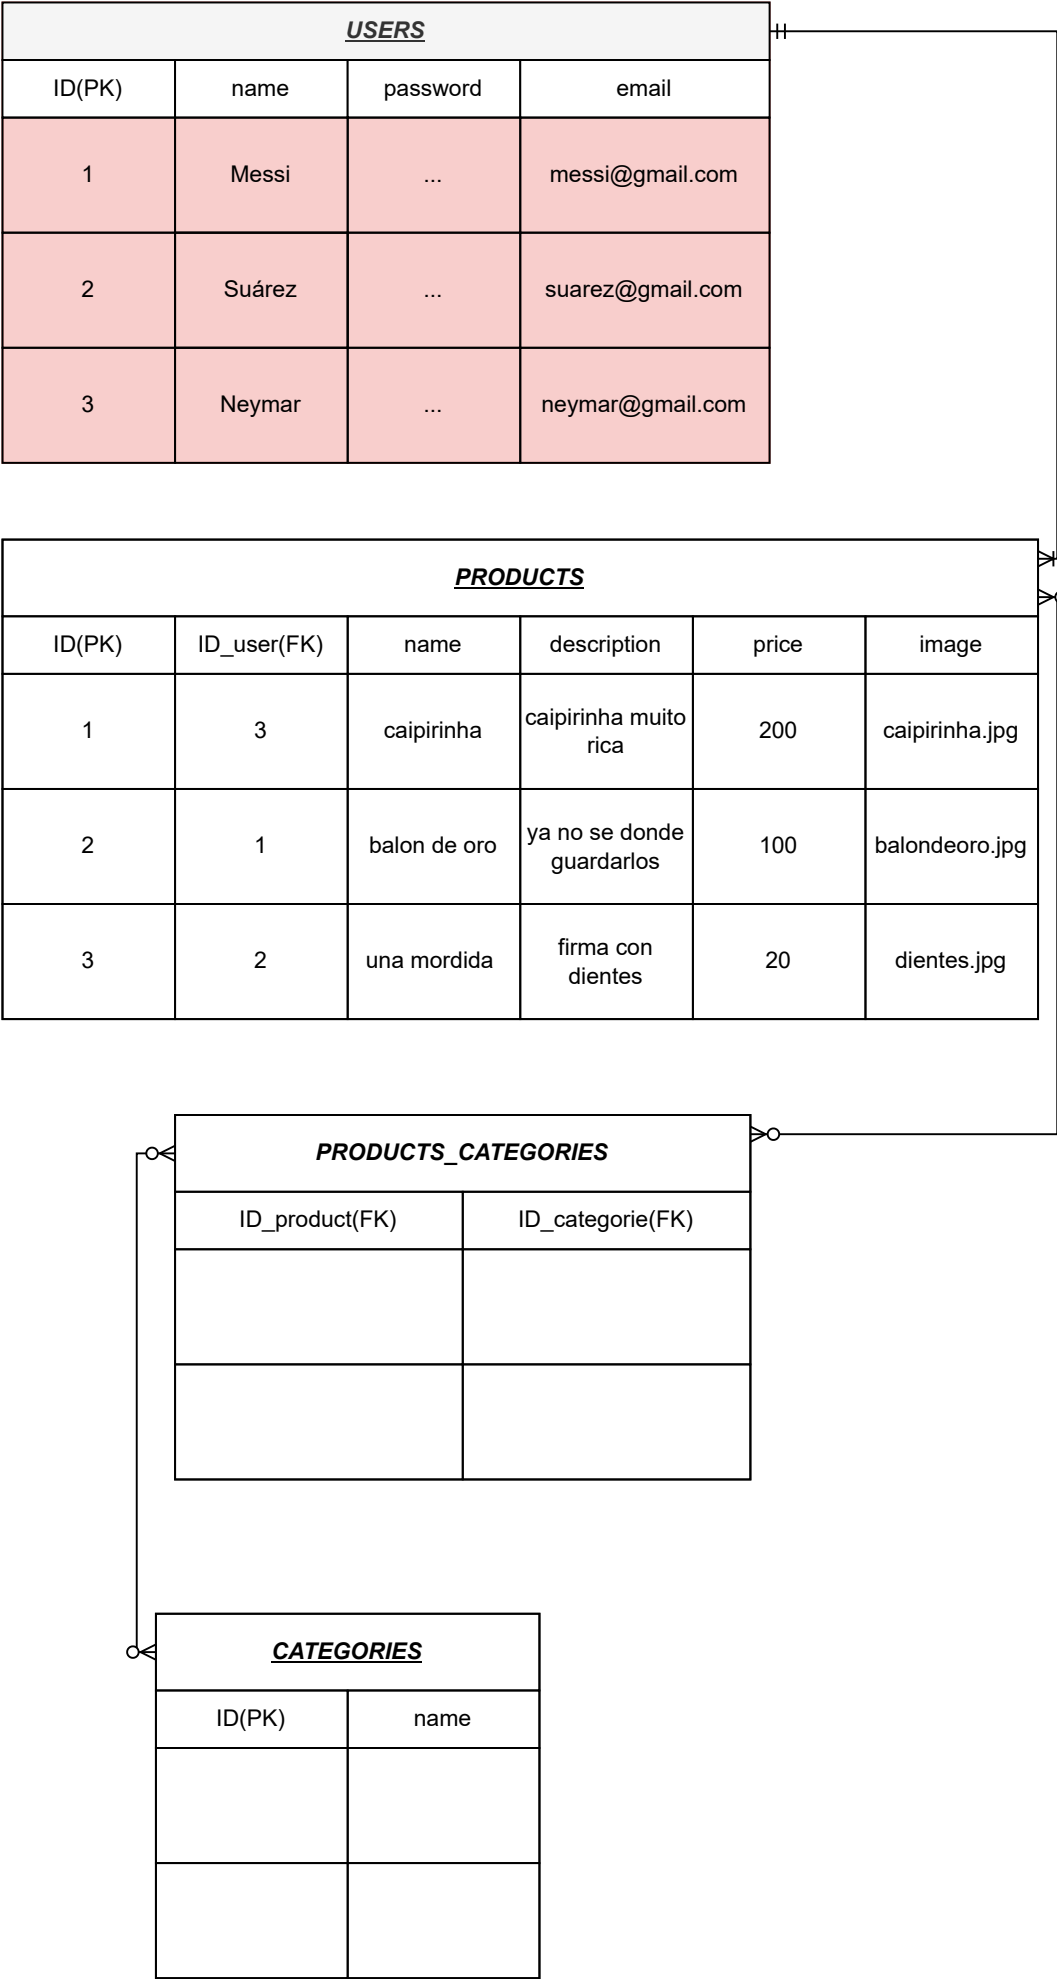 USERS
ID(PK) name password email
1 Messi ... messi@gmail.com
2 Suárez ... suarez@gmail.com
3 Neymar ... neymar@gmail.com
PRODUCTS
ID(PK) ID_user(FK) name description price image
1 3 caipirinha caipirinha muito rica 200 caipirinha.jpg
2 1 balon de oro ya no se donde guardarlos 100 balondeoro.jpg
3 2 una mordida firma con dientes 20 dientes.jpg
PRODUCTS_CATEGORIES
ID_product(FK) ID_categorie(FK)
CATEGORIES
ID(PK) name